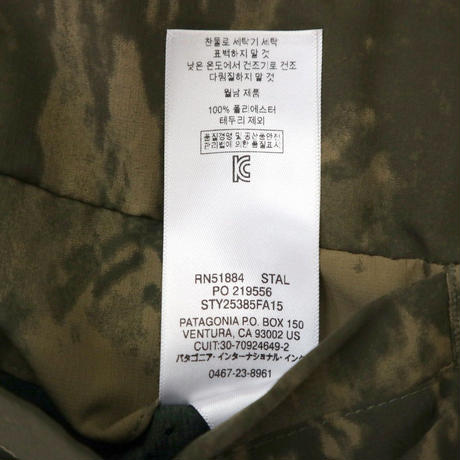 찬물로 세탁기 세탁
표백하지 말 것
낮은 온도에서 건조기로 건조
다림질하지 말 것
월남 제품
100% 폴리에스터
테두리 제외
품질경영 및 공산품안전
관리법에 의한 품질표시
RN51884 STAL
PO 219556
STY25385FA15
PATAGONIA P.O. BOX 150
VENTURA, CA 93002 US
CUIT:30-70924649-2
パタゴニア・インターナショナル・インク
0467-23-8961